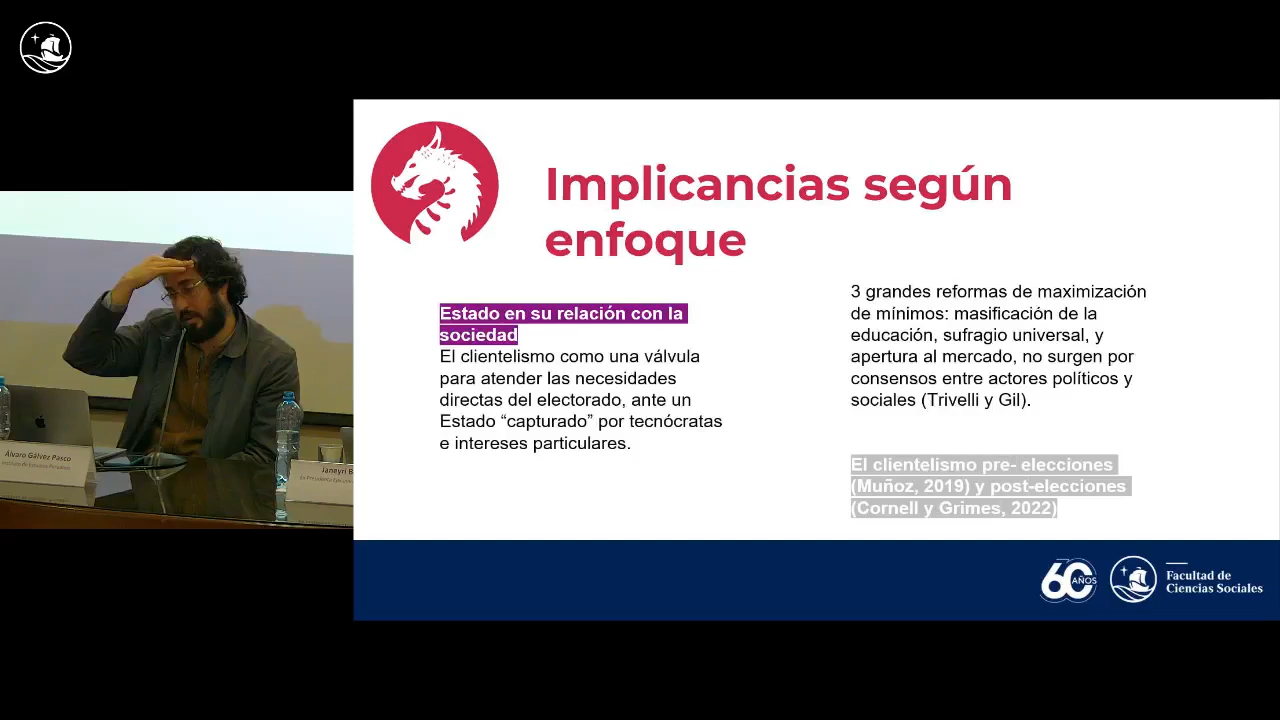 Implicancias según
enfoque
Estado en su relación con la
sociedad
El clientelismo como una válvula
para atender las necesidades
directas del electorado, ante un
Estado “capturado” por tecnócratas
e intereses particulares.
3 grandes reformas de maximización
de mínimos: masificación de la
educación, sufragio universal, y
apertura al mercado, no surgen por
consensos entre actores políticos y
sociales (Trivelli y Gil).
El clientelismo pre- elecciones
(Muñoz, 2019) y post-elecciones
(Cornell y Grimes, 2022)
60 AÑOS
Facultad de
Ciencias Sociales
Álvaro Gálvez Pasco
Instituto de Estudios Peruanos
Janeyri B